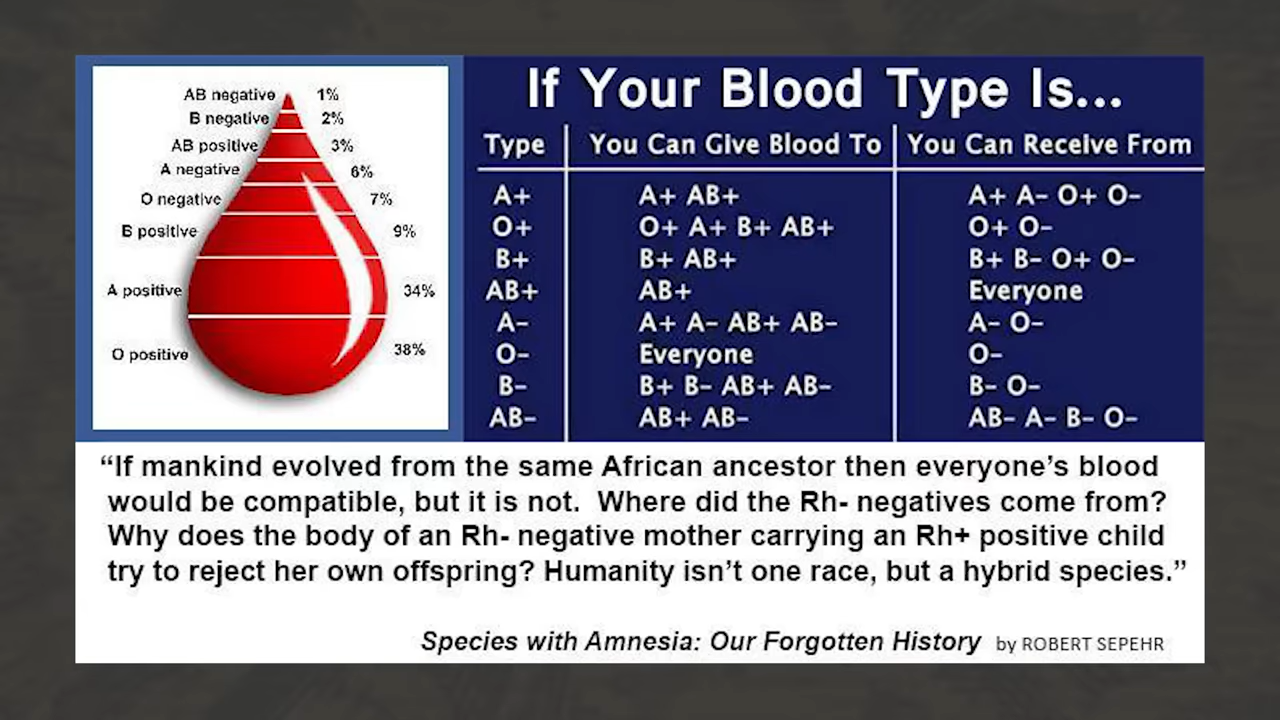 AB negative 1%
B negative 2%
AB positive 3%
A negative 6%
O negative 7%
B positive 9%
A positive 34%
O positive 38%
If Your Blood Type Is...
Type You Can Give Blood To You Can Receive From
A+ A+ AB+ A+ A- O+ O-
O+ O+ A+ B+ AB+ O+ O-
B+ B+ AB+ B+ B- O+ O-
AB+ AB+ Everyone
A- A+ A- AB+ AB- A- O-
O- Everyone O-
B- B+ B- AB+ AB- B- O-
AB- AB+ AB- AB- A- B- O-
“If mankind evolved from the same African ancestor then everyone’s blood
would be compatible, but it is not. Where did the Rh- negatives come from?
Why does the body of an Rh- negative mother carrying an Rh+ positive child
try to reject her own offspring? Humanity isn’t one race, but a hybrid species.”
Species with Amnesia: Our Forgotten History by ROBERT SEPEHR